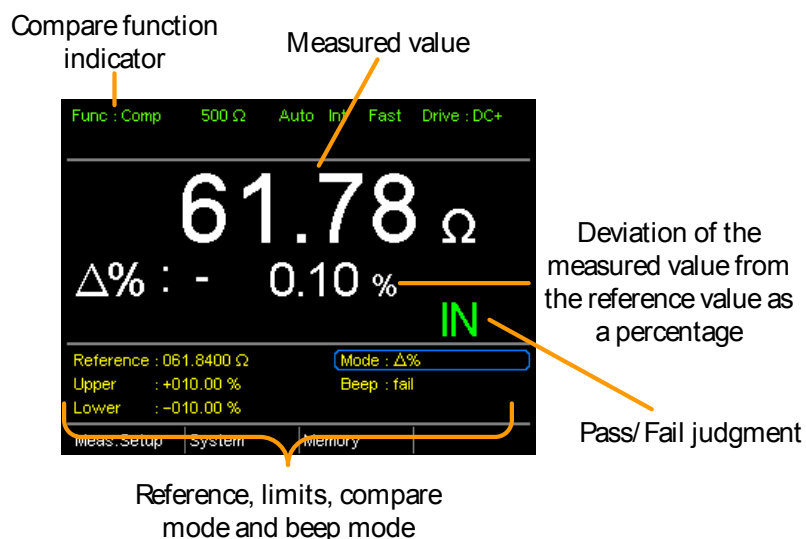 Compare function
indicator
Measured value
Func : Comp 500 Ω Auto Int Fast Drive : DC+
61.78 Ω
Δ% : - 0.10 %
IN
Deviation of the
measured value from
the reference value as
a percentage
Reference : 061.8400 Ω Mode : Δ%
Upper : +010.00 % Beep : fail
Lower : -010.00 %
Pass/ Fail judgment
Meas.Setup System Memory
Reference, limits, compare
mode and beep mode